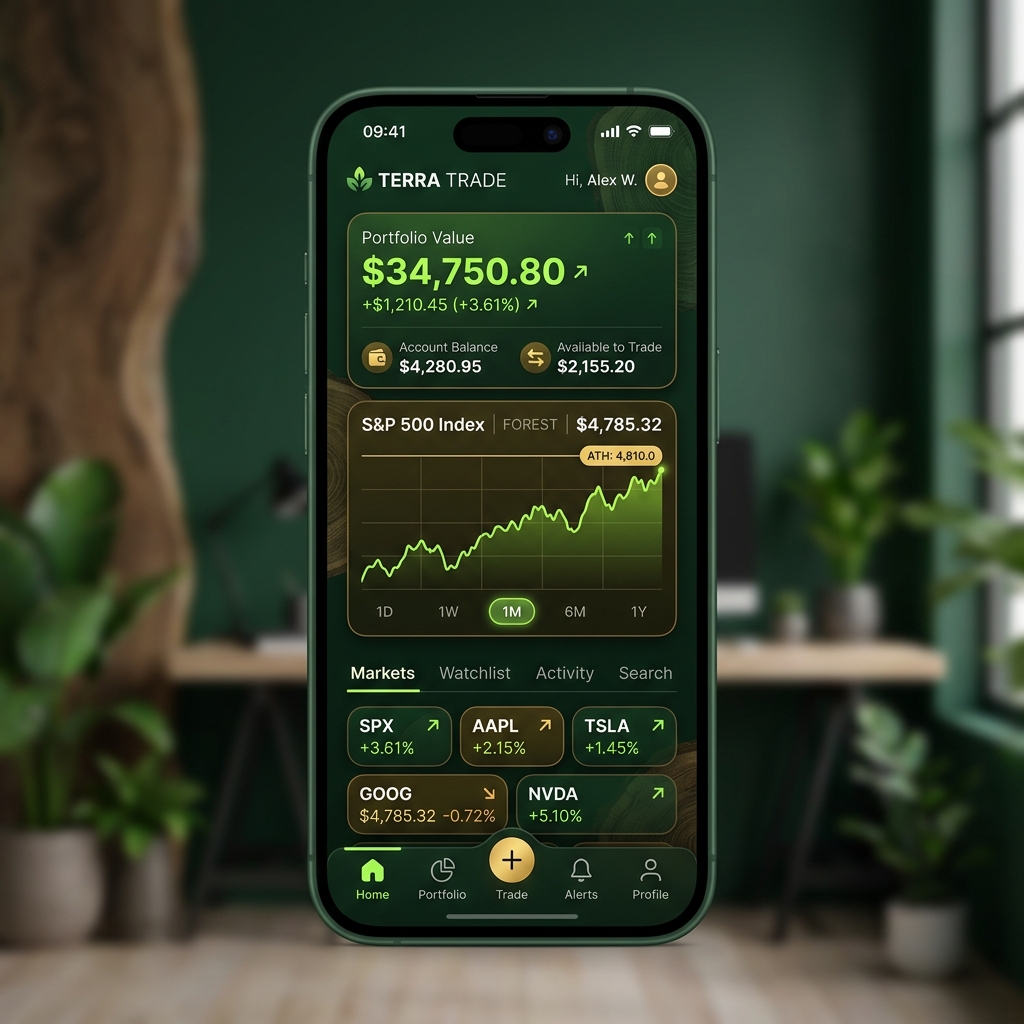 09:41
TERRA TRADE
Hi, Alex W.
Portfolio Value
$34,750.80
+$1,210.45 (+3.61%)
Account Balance
$4,280.95
Available to Trade
$2,155.20
S&P 500 Index | FOREST | $4,785.32
ATH: 4,810.0
1D 1W 1M 6M 1Y
Markets Watchlist Activity Search
SPX
+3.61%
AAPL
+2.15%
TSLA
+1.45%
GOOG
$4,785.32 -0.72%
NVDA
+5.10%
Home Portfolio Trade Alerts Profile